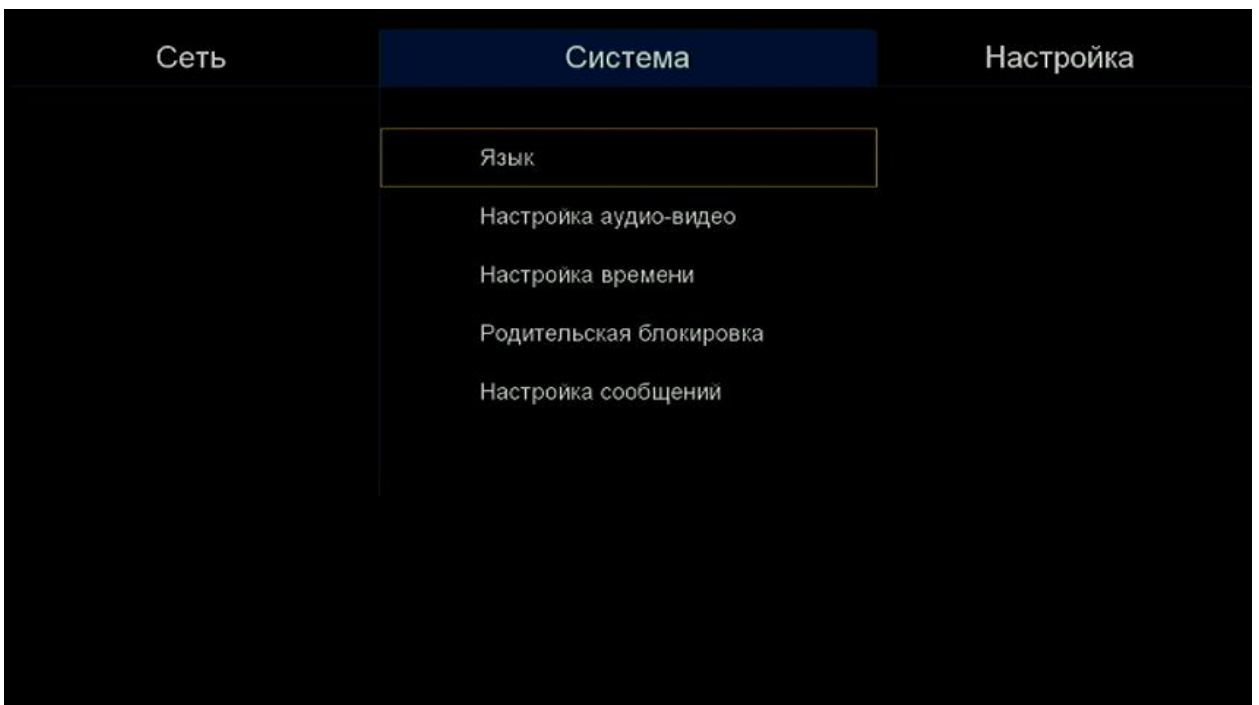 Сеть Система Настройка
Язык
Настройка аудио-видео
Настройка времени
Родительская блокировка
Настройка сообщений